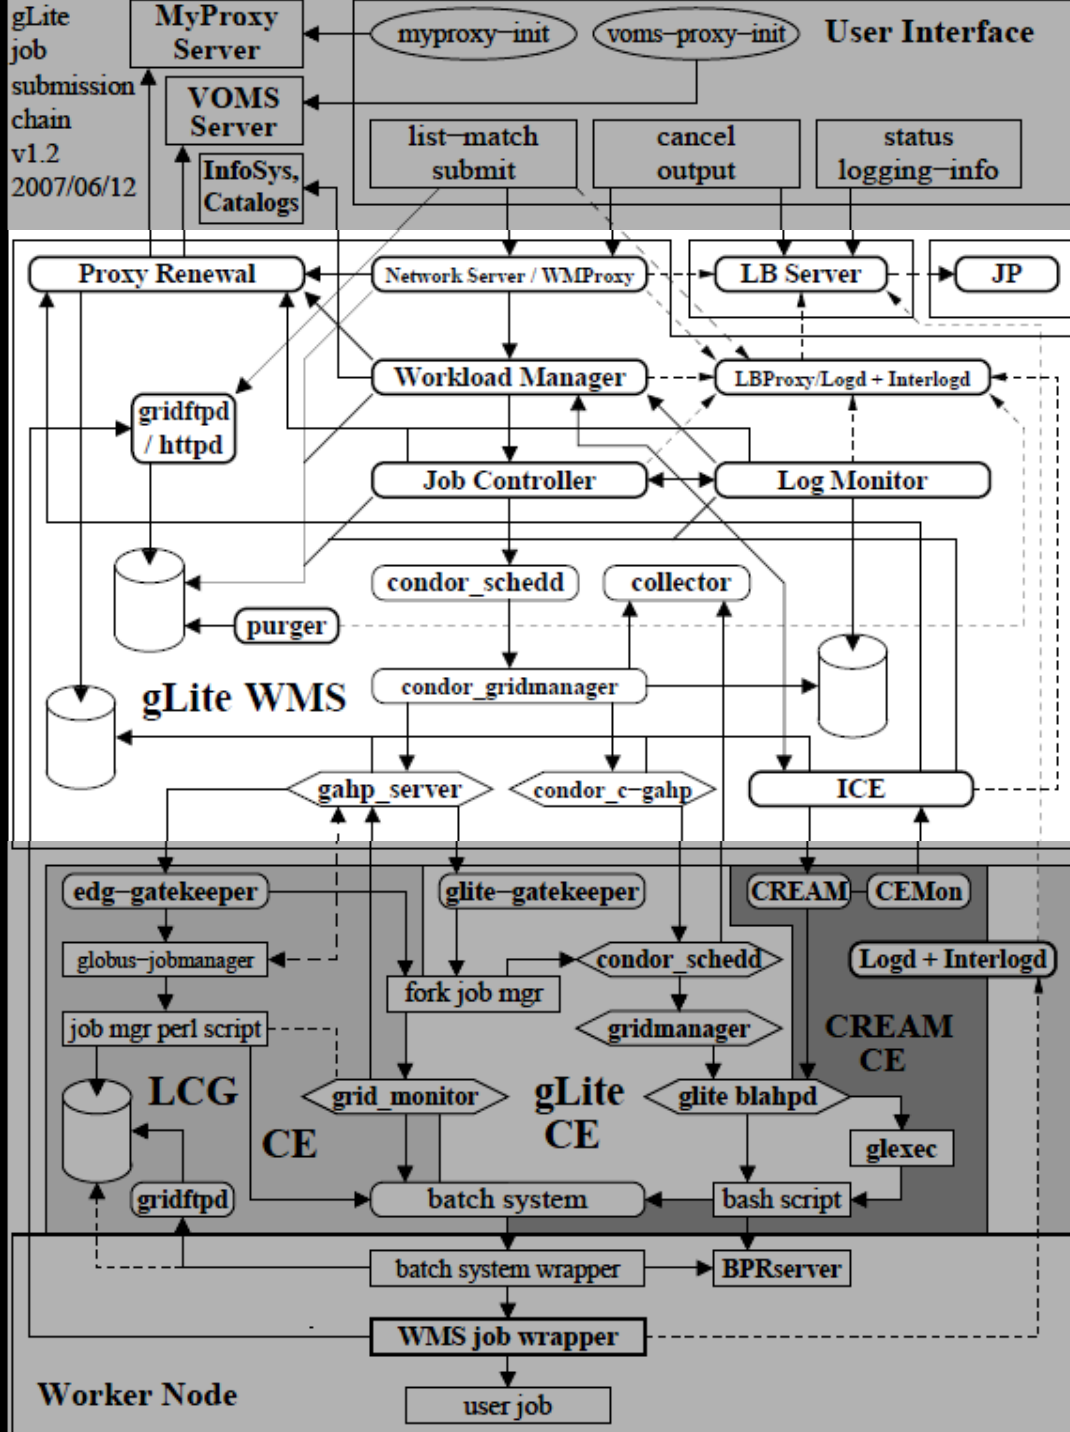 gLite
job
submission
chain
v1.2
2007/06/12
MyProxy
Server
myproxy-init
voms-proxy-init
User Interface
VOMS
Server
InfoSys,
Catalogs
list-match
submit
cancel
output
status
logging-info
Proxy Renewal
Network Server / WMProxy
LB Server
JP
Workload Manager
LBProxy/Logd + Interlogd
gridftpd
/ httpd
Job Controller
Log Monitor
condor_schedd
collector
purger
condor_gridmanager
gLite WMS
gahp_server
condor_c-gahp
ICE
edg-gatekeeper
glite-gatekeeper
CREAM
CEMon
globus-jobmanager
condor_schedd
Logd + Interlogd
fork job mgr
job mgr perl script
gridmanager
CREAM
CE
LCG
CE
grid_monitor
gLite
CE
glite blahpd
glexec
gridftpd
batch system
bash script
batch system wrapper
BPRserver
WMS job wrapper
Worker Node
user job